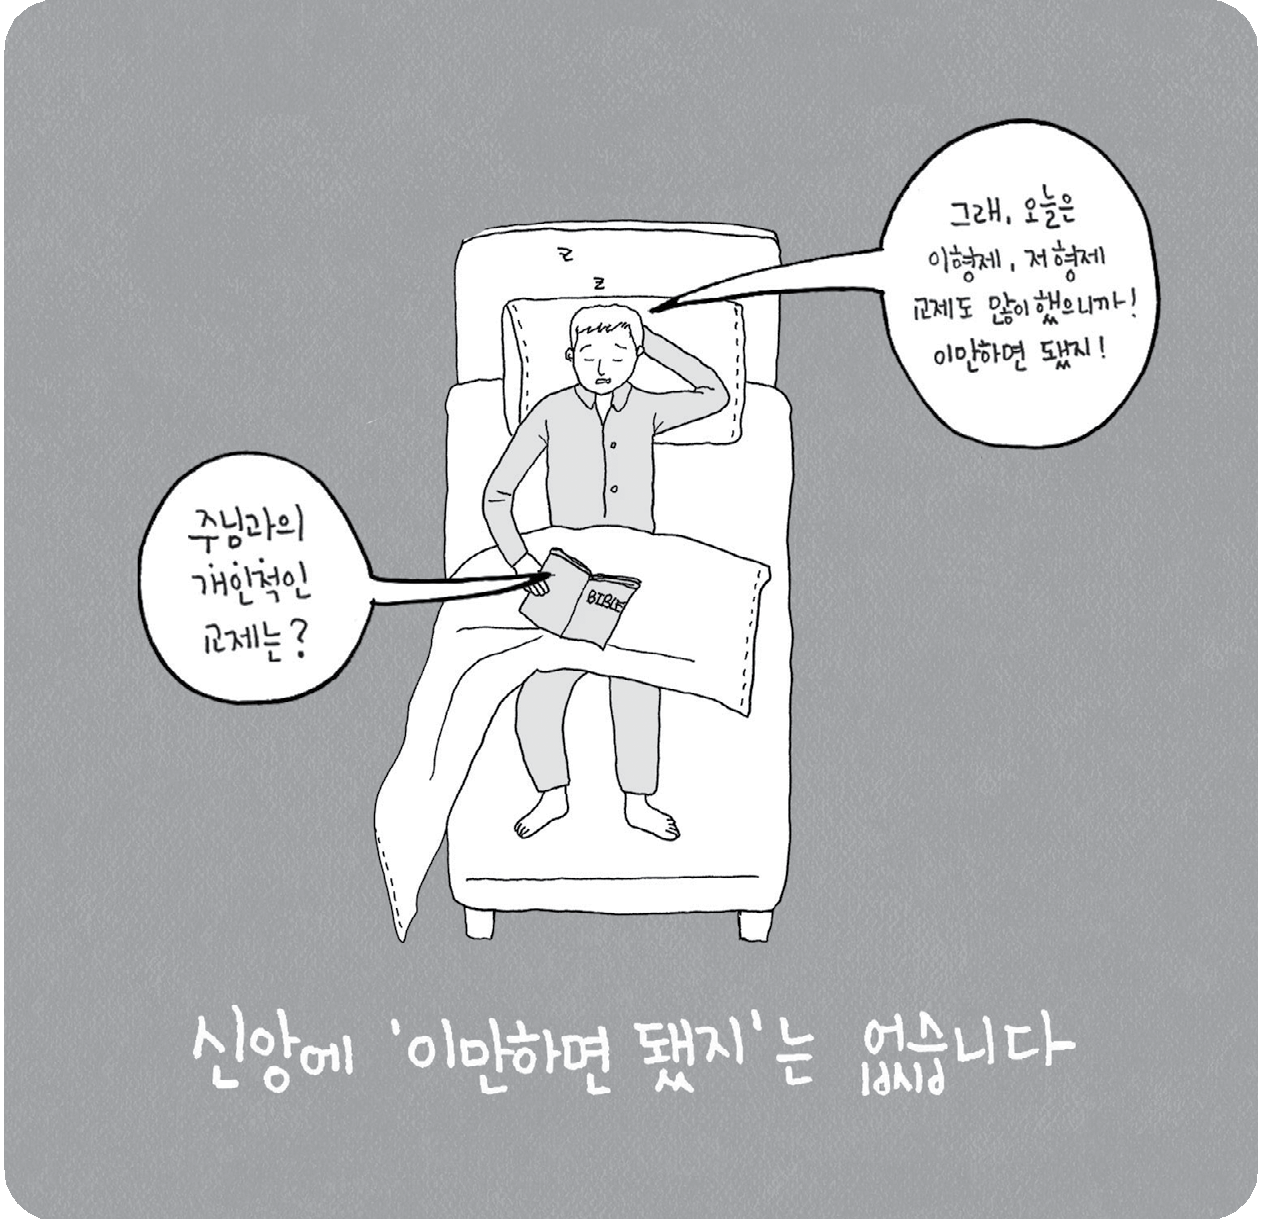 그래, 오늘은
이형제, 저형제
교제도 많이했으니까!
이만하면 됐지!
z
z
주님과의
개인적인
교제는?
BIBLE
신앙에 '이만하면 됐지'는 없습니다